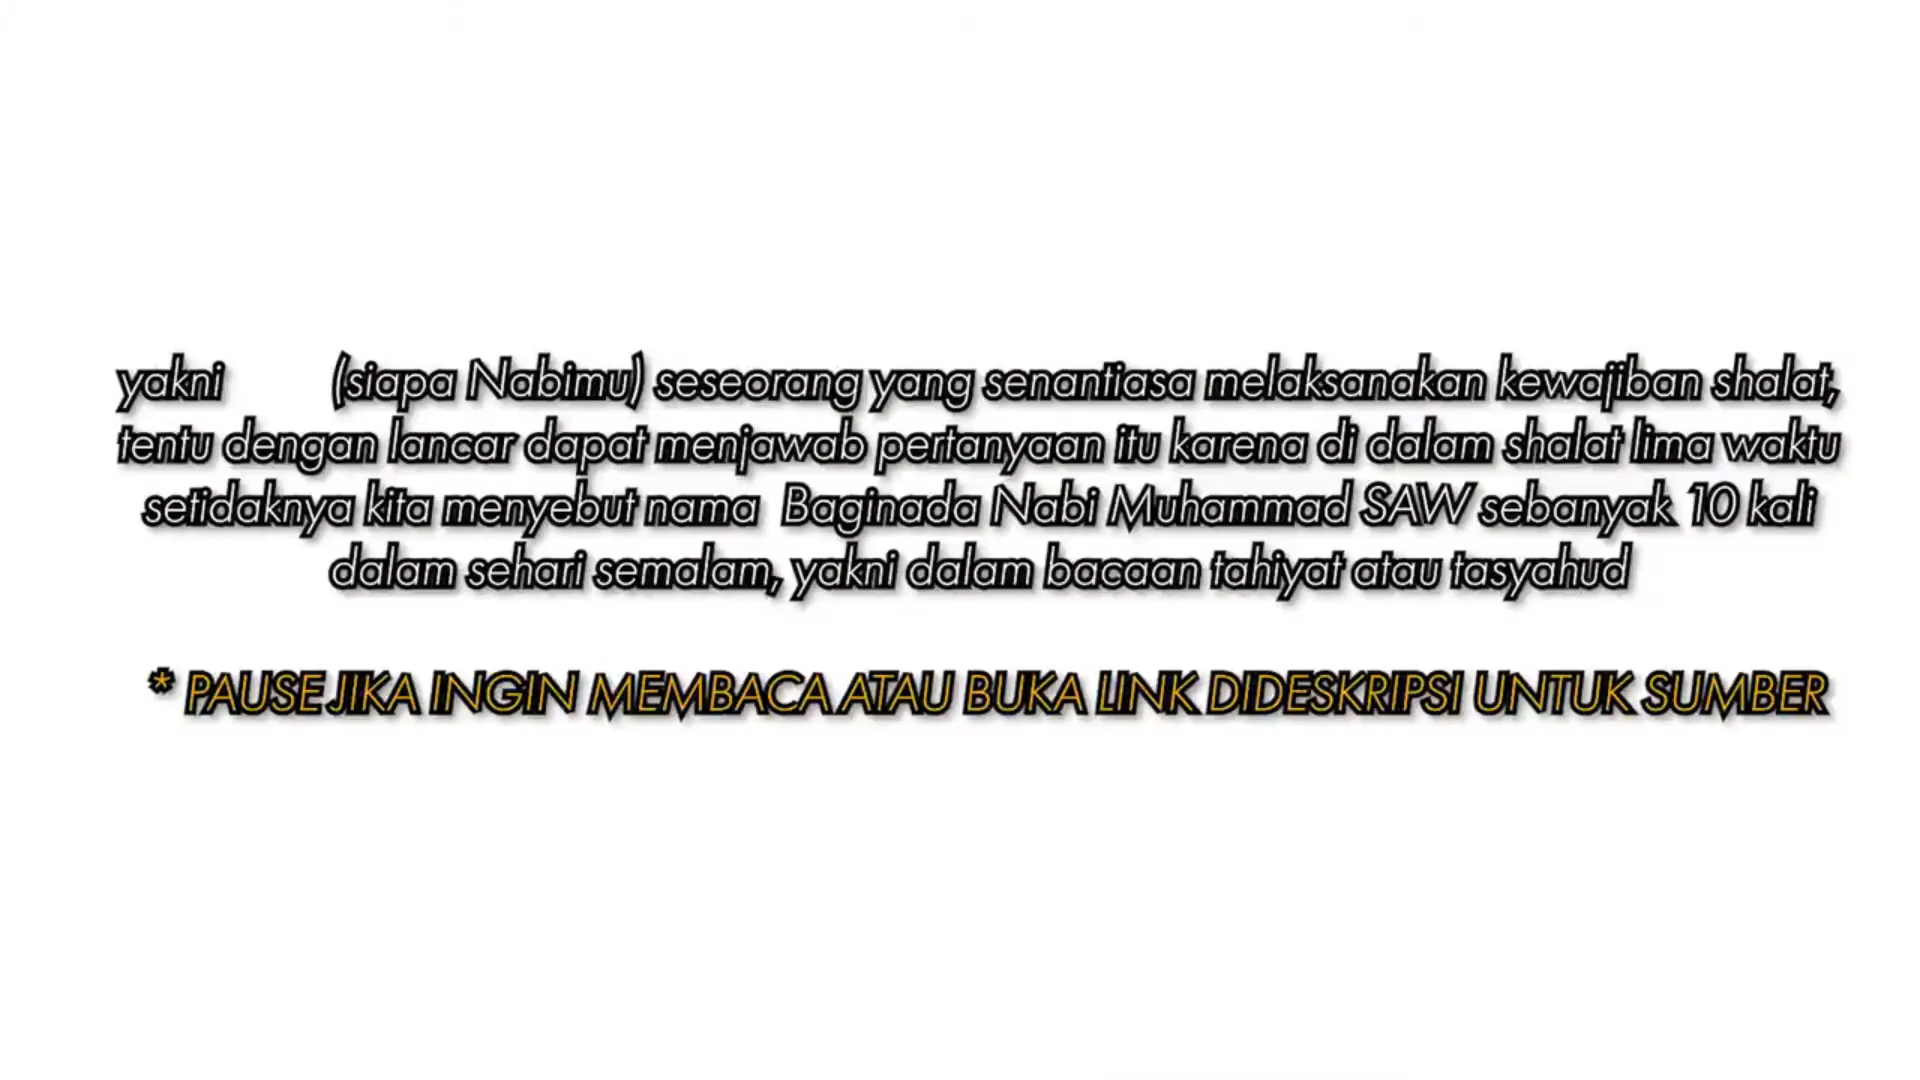 yakni (siapa Nabimu) seseorang yang senantiasa melaksanakan kewajiban shalat,
tentu dengan lancar dapat menjawab pertanyaan itu karena di dalam shalat lima waktu
setidaknya kita menyebut nama Baginada Nabi Muhammad SAW sebanyak 10 kali
dalam sehari semalam, yakni dalam bacaan tahiyat atau tasyahud
* PAUSE JIKA INGIN MEMBACA ATAU BUKA LINK DIDESKRIPSI UNTUK SUMBER